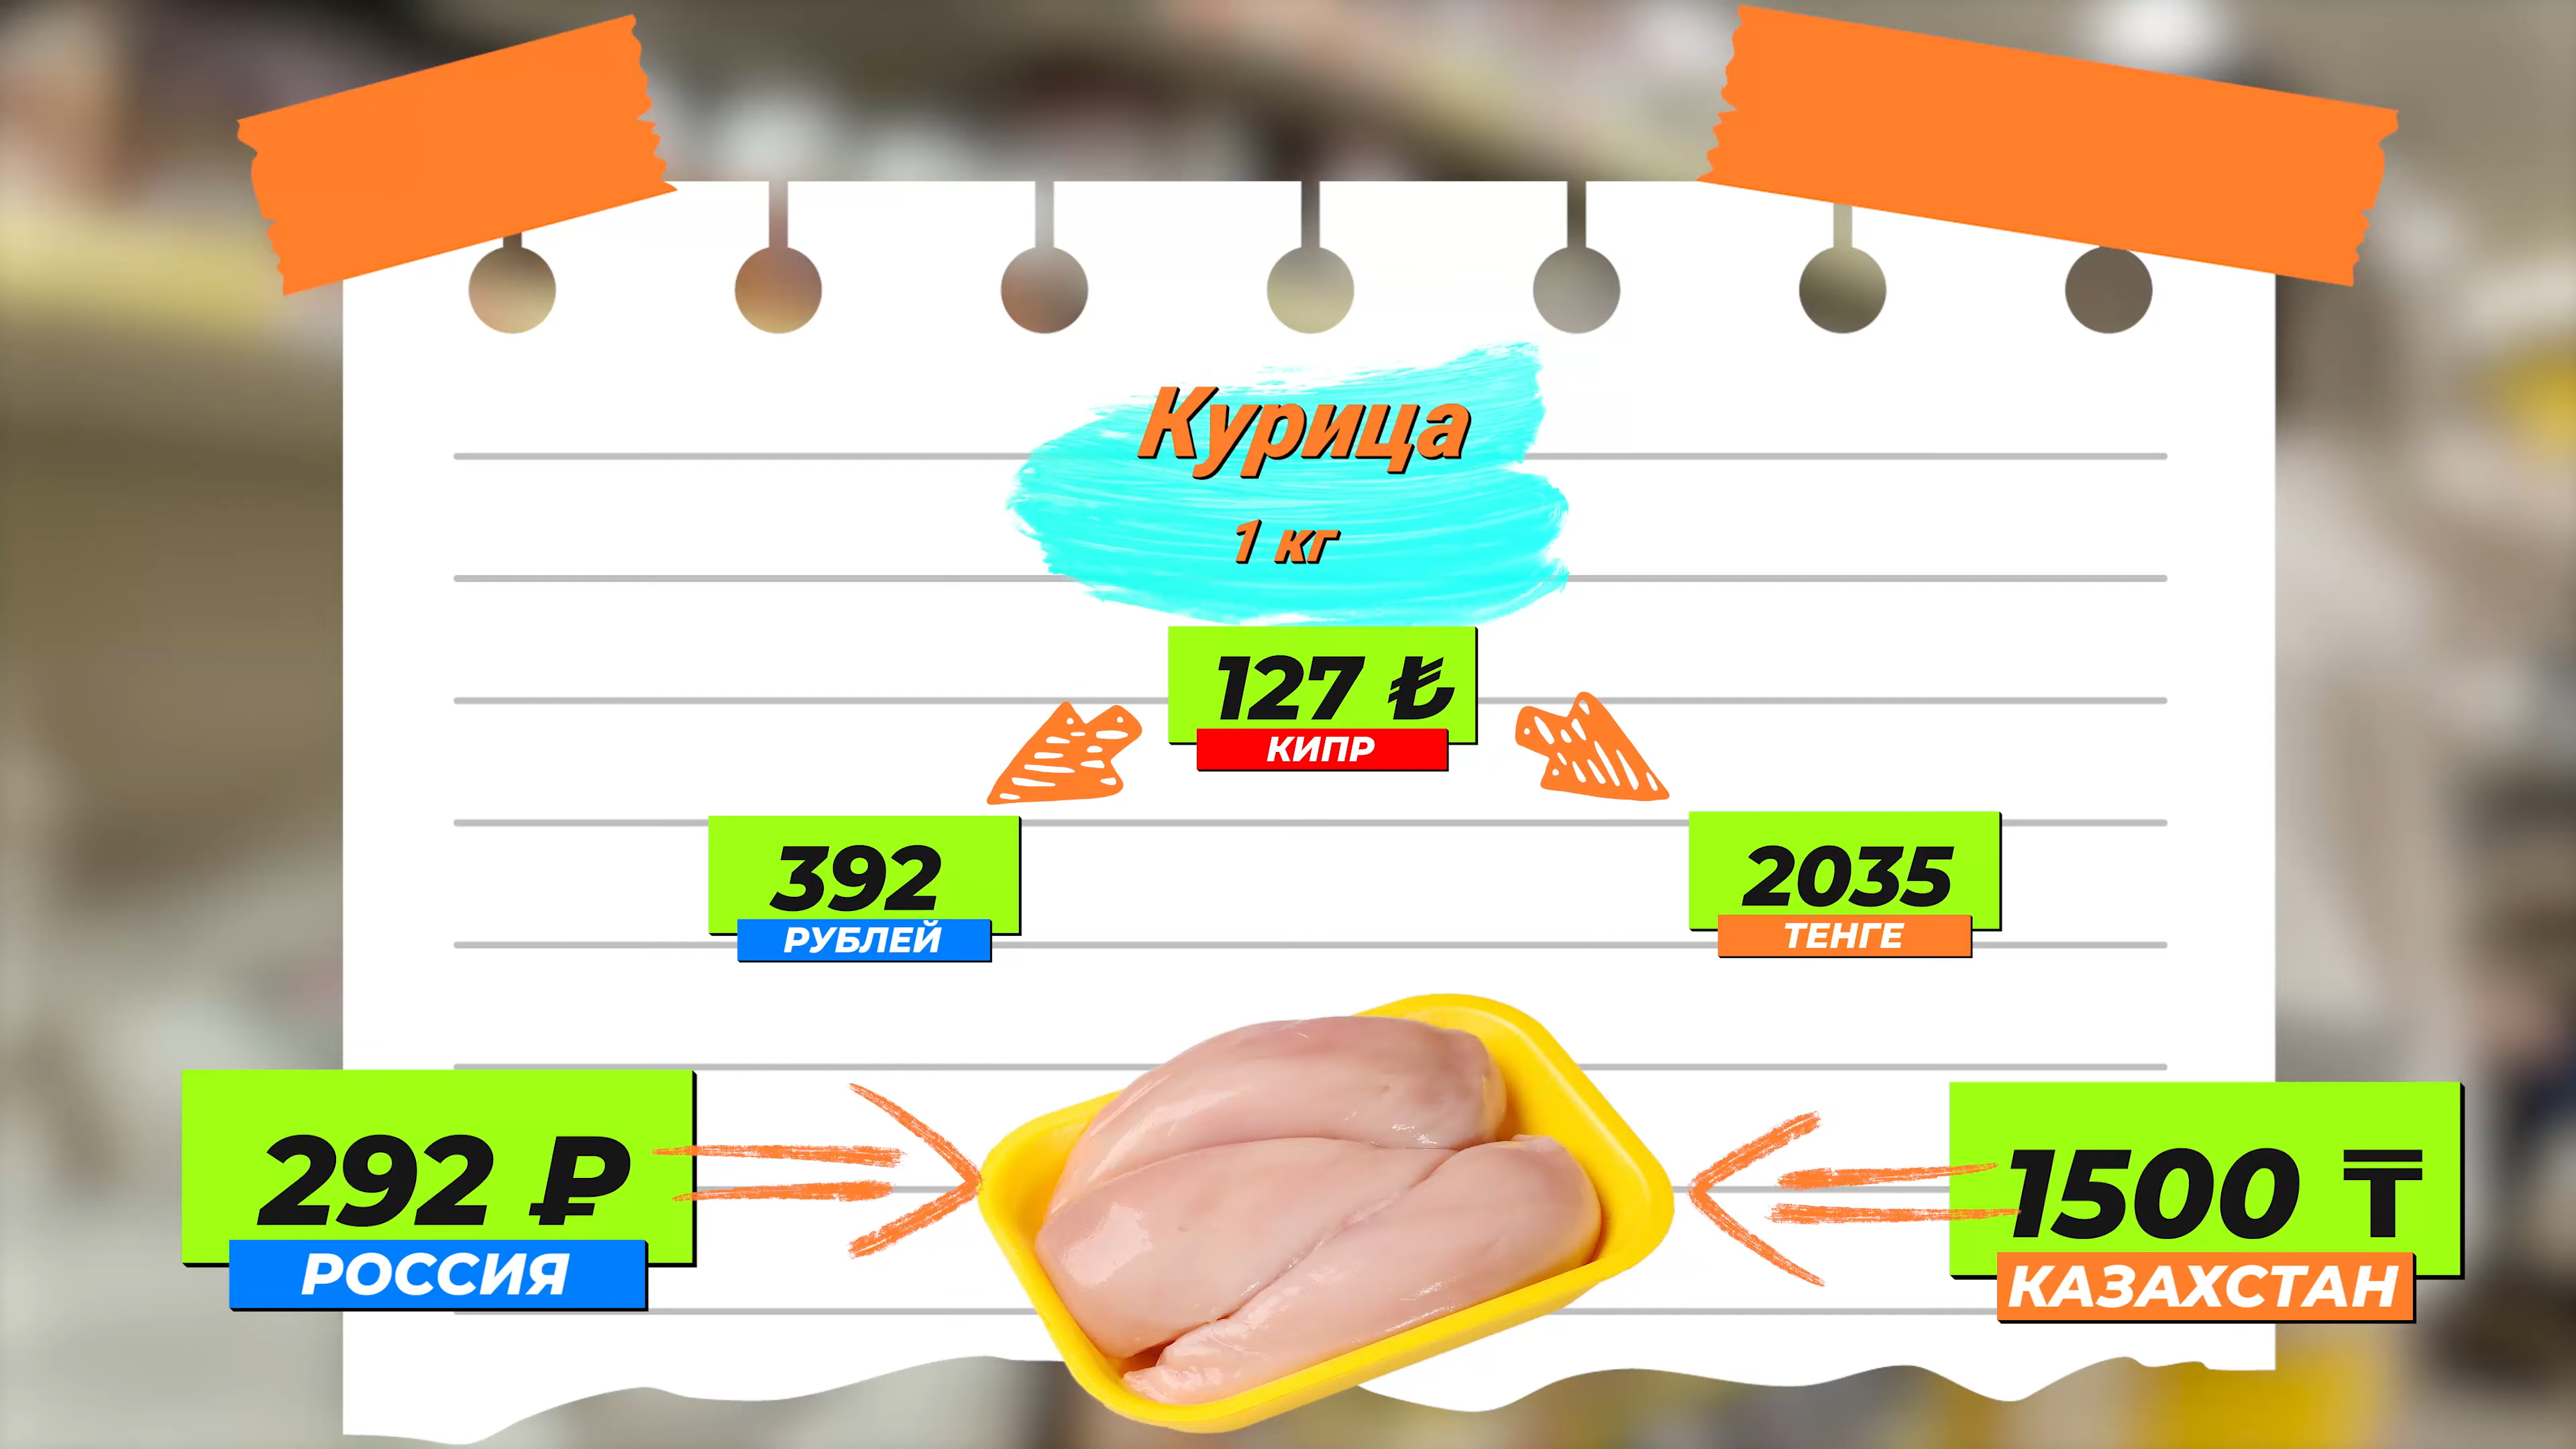 Курица
1 кг
127 ₺
КИПР
392
РУБЛЕЙ
2035
ТЕНГЕ
292 ₽
РОССИЯ
1500 ₸
КАЗАХСТАН